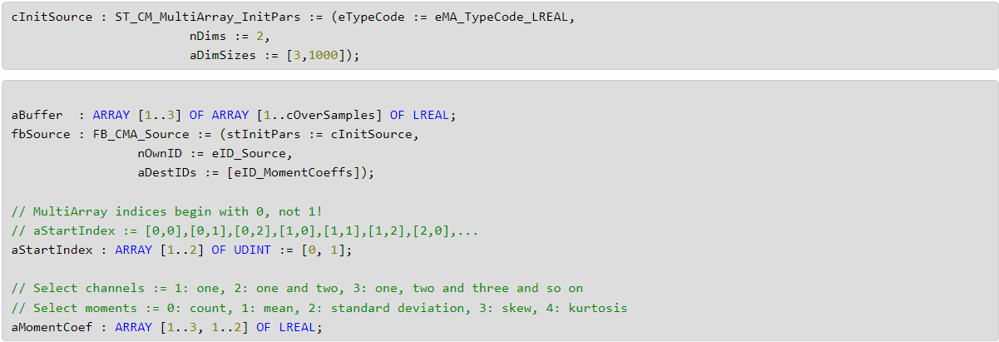 cInitSource : ST_CM_MultiArray_InitPars := (eTypeCode := eMA_TypeCode_LREAL,
nDims := 2,
aDimSizes := [3,1000]);
aBuffer : ARRAY [1..3] OF ARRAY [1..cOverSamples] OF LREAL;
fbSource : FB_CMA_Source := (stInitPars := cInitSource,
nOwnID := eID_Source,
aDestIDs := [eID_MomentCoeffs]);
// MultiArray indices begin with 0, not 1!
// aStartIndex := [0,0],[0,1],[0,2],[1,0],[1,1],[1,2],[2,0],...
aStartIndex : ARRAY [1..2] OF UDINT := [0, 1];
// Select channels := 1: one, 2: one and two, 3: one, two and three and so on
// Select moments := 0: count, 1: mean, 2: standard deviation, 3: skew, 4: kurtosis
aMomentCoef : ARRAY [1..3, 1..2] OF LREAL;